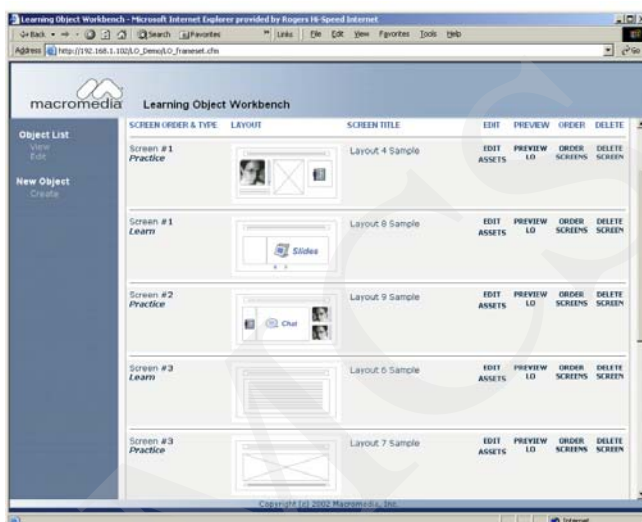 Learning Object Workbench - Microsoft Internet Explorer provided by Rogers Hi-Speed Internet
Back Search Favorites Links File Edit View Favorites Tools Help
Address http://192.168.1.102/LO_Demo/LO_frameset.cfm Go
macromedia Learning Object Workbench
SCREEN ORDER & TYPE LAYOUT SCREEN TITLE EDIT PREVIEW ORDER DELETE
Object List
View
Edit
New Object
Create
Screen #1 Layout 4 Sample EDIT PREVIEW ORDER DELETE
Practice ASSETS LO SCREENS SCREEN
Screen #1 Layout 8 Sample EDIT PREVIEW ORDER DELETE
Learn ASSETS LO SCREENS SCREEN
Slides
Screen #2 Layout 9 Sample EDIT PREVIEW ORDER DELETE
Practice ASSETS LO SCREENS SCREEN
Chat
Screen #3 Layout 6 Sample EDIT PREVIEW ORDER DELETE
Learn ASSETS LO SCREENS SCREEN
Screen #3 Layout 7 Sample EDIT PREVIEW ORDER DELETE
Practice ASSETS LO SCREENS SCREEN
Copyright (c) 2002 Macromedia, Inc.
Internet